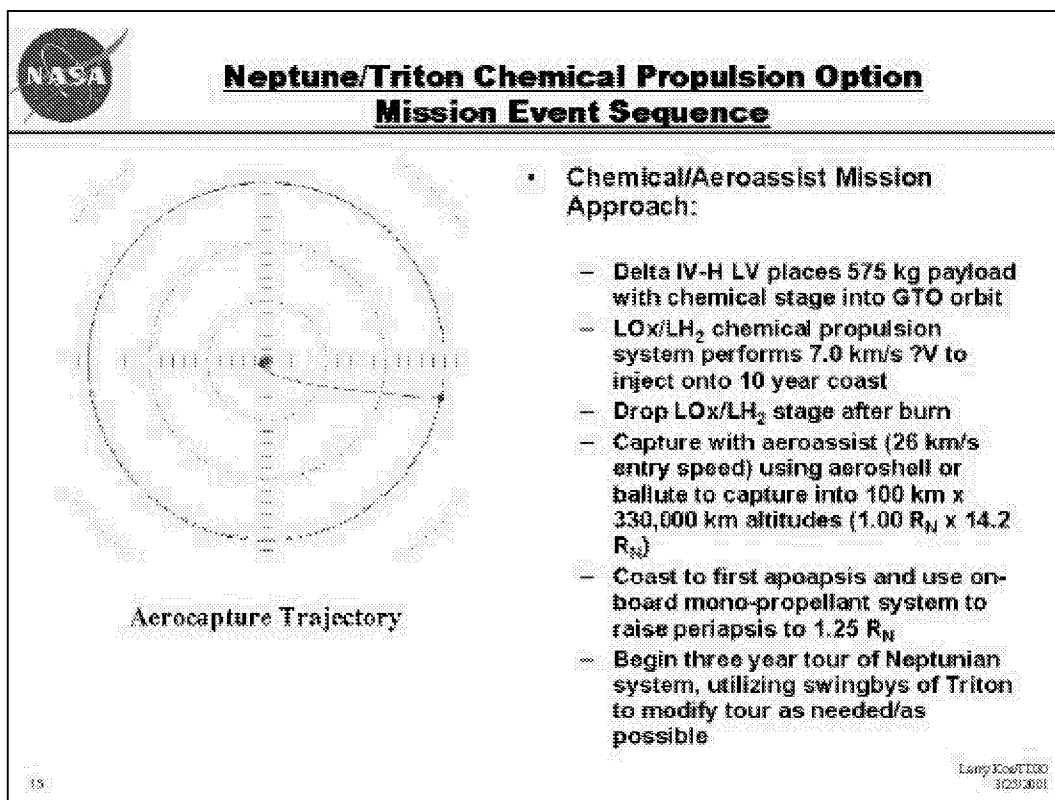 NASA
Neptune/Triton Chemical Propulsion Option
Mission Event Sequence
• Chemical/Aeroassist Mission
Approach:
– Delta IV-H LV places 575 kg payload
with chemical stage into GTO orbit
– LOx/LH₂ chemical propulsion
system performs 7.0 km/s ?V to
inject onto 10 year coast
– Drop LOx/LH₂ stage after burn
– Capture with aeroassist (26 km/s
entry speed) using aeroshell or
ballute to capture into 100 km x
330,000 km altitudes (1.00 R_N x 14.2
R_N)
– Coast to first apoapsis and use on-
board mono-propellant system to
raise periapsis to 1.25 R_N
– Begin three year tour of Neptunian
system, utilizing swingbys of Triton
to modify tour as needed/as
possible
Aerocapture Trajectory
Larry